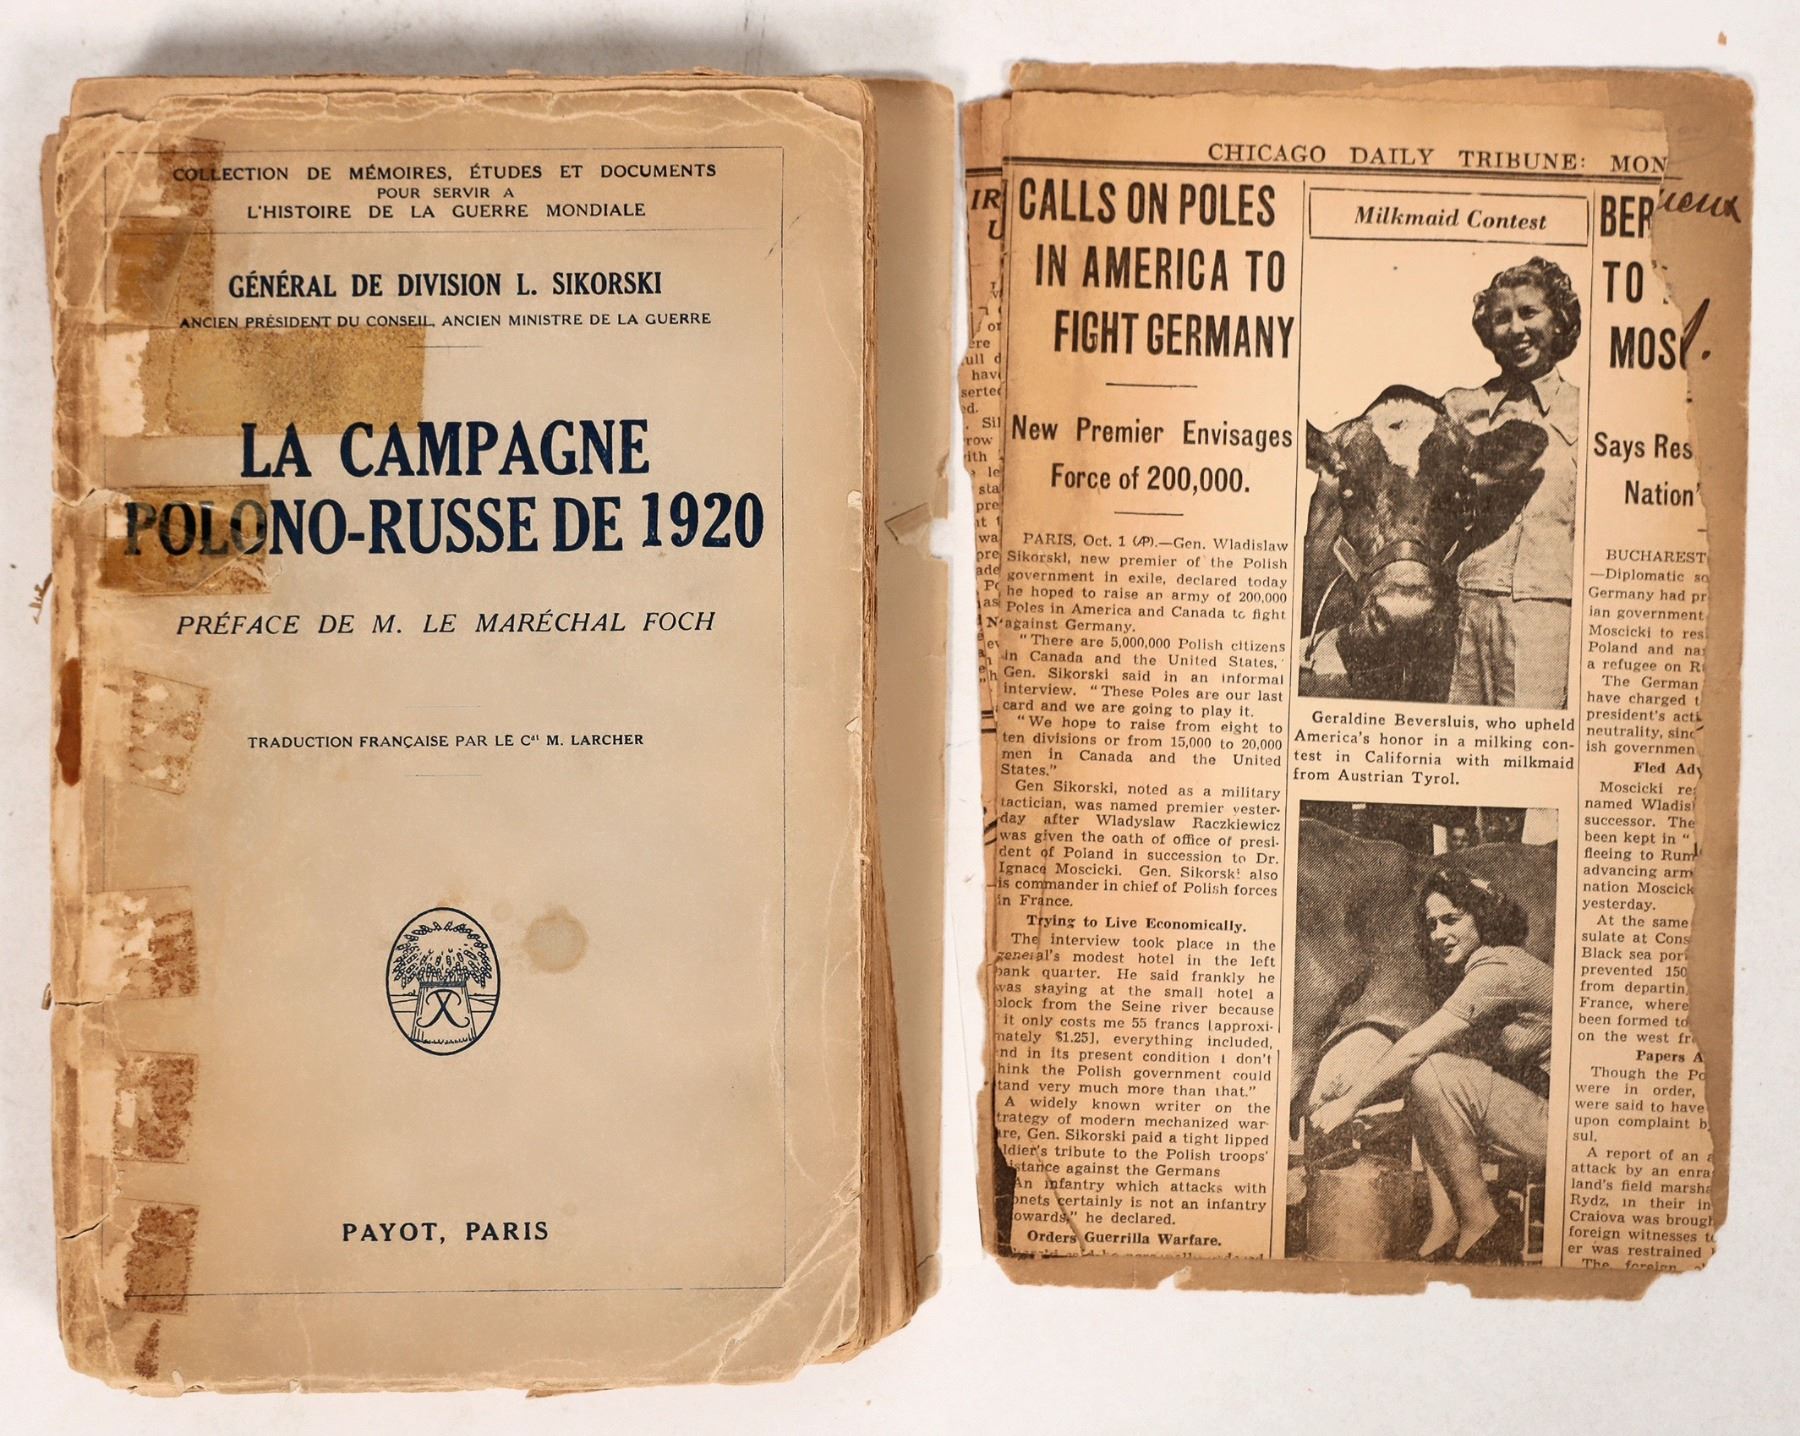 COLLECTION DE MÉMOIRES, ÉTUDES ET DOCUMENTS
POUR SERVIR A
L'HISTOIRE DE LA GUERRE MONDIALE
GÉNÉRAL DE DIVISION L. SIKORSKI
ANCIEN PRÉSIDENT DU CONSEIL, ANCIEN MINISTRE DE LA GUERRE
LA CAMPAGNE
POLONO-RUSSE DE 1920
PRÉFACE DE M. LE MARÉCHAL FOCH
TRADUCTION FRANÇAISE PAR LE Cdt M. LARCHER
PAYOT, PARIS
CHICAGO DAILY TRIBUNE: MON
CALLS ON POLES
IN AMERICA TO
FIGHT GERMANY
New Premier Envisages
Force of 200,000.
PARIS, Oct. 1 (AP).—Gen. Wladislaw
Sikorski, new premier of the Polish
government in exile, declared today
he hoped to raise an army of 200,000
Poles in America and Canada to fight
against Germany.
"There are 5,000,000 Polish citizens
in Canada and the United States,
Gen. Sikorski said in an informal
interview. "These Poles are our last
card and we are going to play it.
"We hope to raise from eight to
ten divisions or from 15,000 to 20,000
men in Canada and the United
States."
Gen Sikorski, noted as a military
tactician, was named premier yester-
day after Wladyslaw Raczkiewicz
was given the oath of office of presi-
dent of Poland in succession to Dr.
Ignace Moscicki. Gen. Sikorski also
is commander in chief of Polish forces
in France.
Trying to Live Economically.
The interview took place in the
general's modest hotel in the left
bank quarter. He said frankly he
was staying at the small hotel a
block from the Seine river because
it only costs me 55 francs [approxi-
mately $1.25], everything included,
nd in its present condition I don't
hink the Polish government could
tand very much more than that."
A widely known writer on the
trategy of modern mechanized war-
re, Gen. Sikorski paid a tight lipped
ldier's tribute to the Polish troops'
istance against the Germans
An infantry which attacks with
onets certainly is not an infantry
owards," he declared.
Orders Guerrilla Warfare.
Milkmaid Contest
Geraldine Beversluis, who upheld
America's honor in a milking con-
test in California with milkmaid
from Austrian Tyrol.
BER
TO
MOS
Says Res
Nation'
BUCHAREST
—Diplomatic so
Germany had pr
ian government
Moscicki to res
Poland and na
a refugee on R
The German
have charged t
president's acti
neutrality, sinc
ish governmen
Fled Adv
Moscicki re
named Wladis
successor. The
been kept in "
fleeing to Rum
advancing arm
nation Moscick
yesterday.
At the same
sulate at Cons
Black sea por
prevented 150
from departin
France, where
been formed to
on the west fr
Papers A
Though the Po
were in order,
were said to have
upon complaint b
sul.
A report of an a
attack by an enra
land's field marsha
Rydz, in their in
Craiova was brough
foreign witnesses to
er was restrained
The foreign